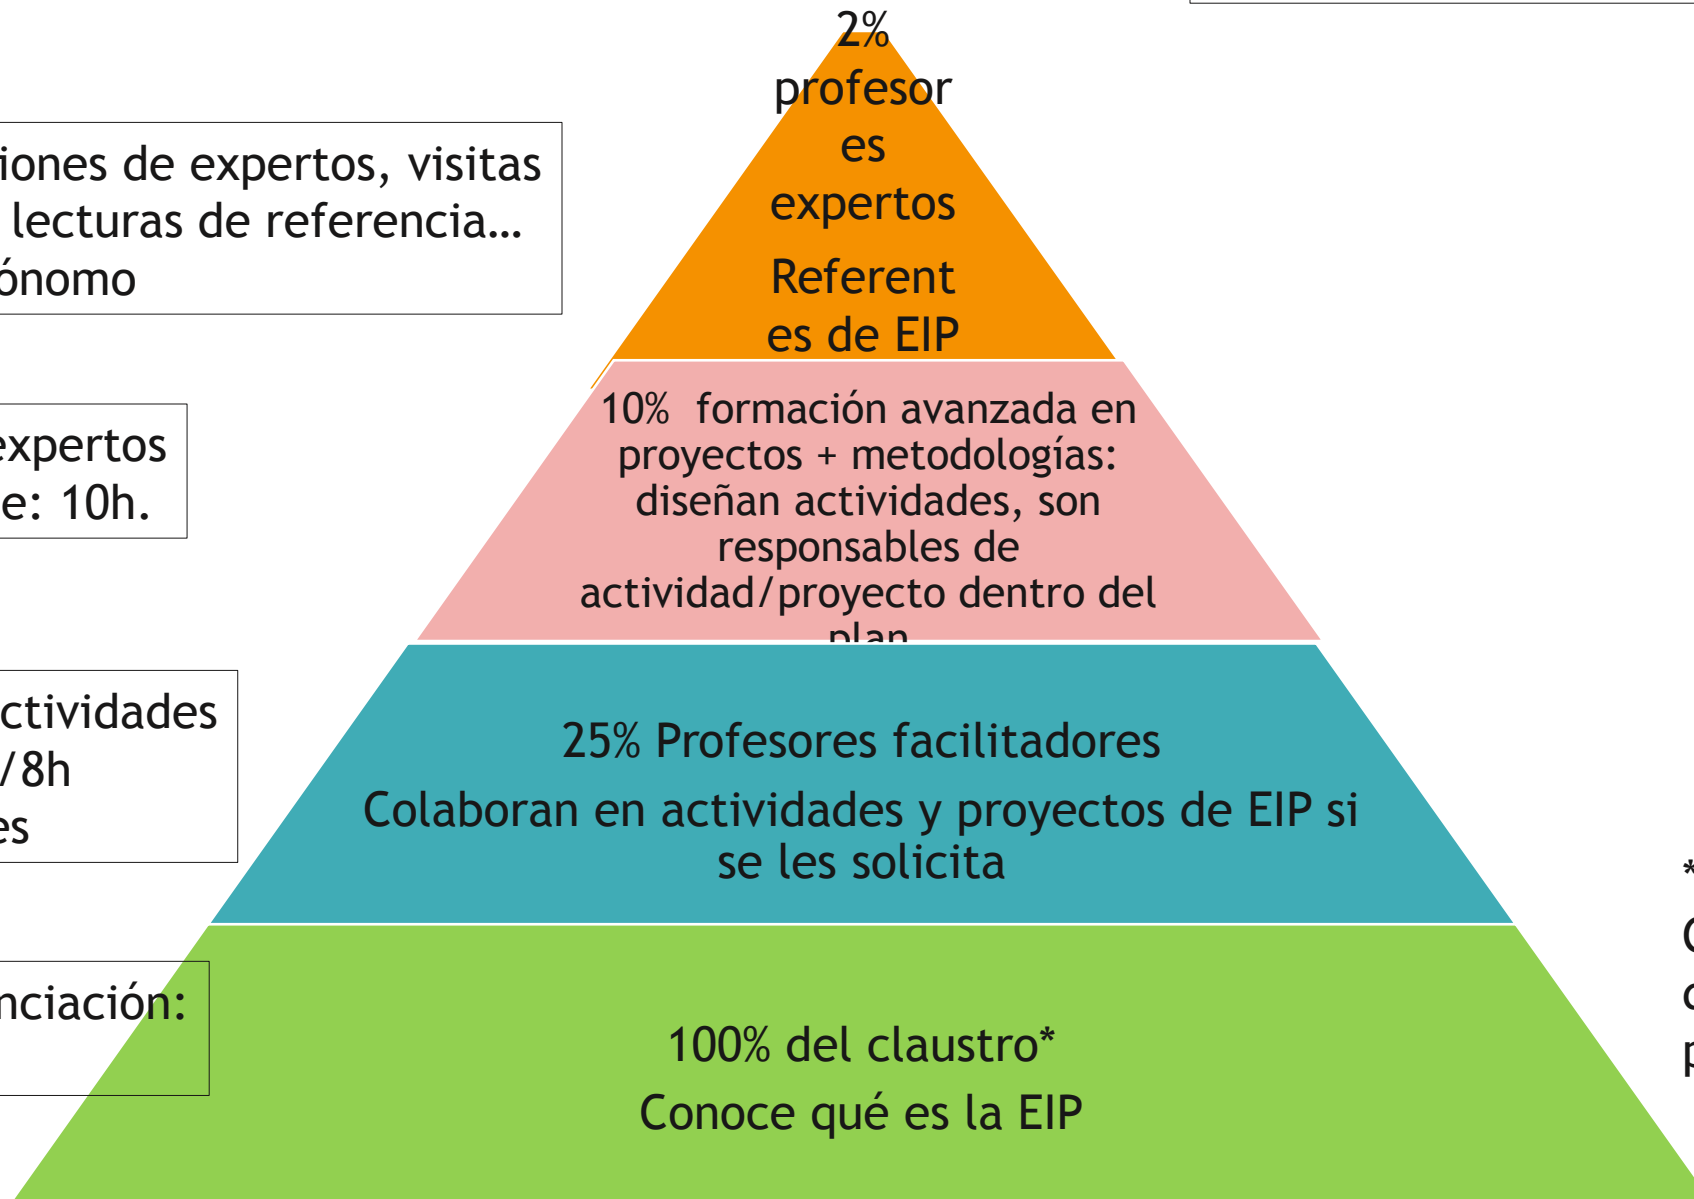 2%
profesor
es
expertos
Referent
es de EIP
iones de expertos, visitas
lecturas de referencia…
ónomo
10% formación avanzada en
proyectos + metodologías:
diseñan actividades, son
responsables de
actividad/proyecto dentro del
plan
expertos
e: 10h.
25% Profesores facilitadores
Colaboran en actividades y proyectos de EIP si
se les solicita
ctividades
/8h
es
100% del claustro*
Conoce qué es la EIP
nciación:
*